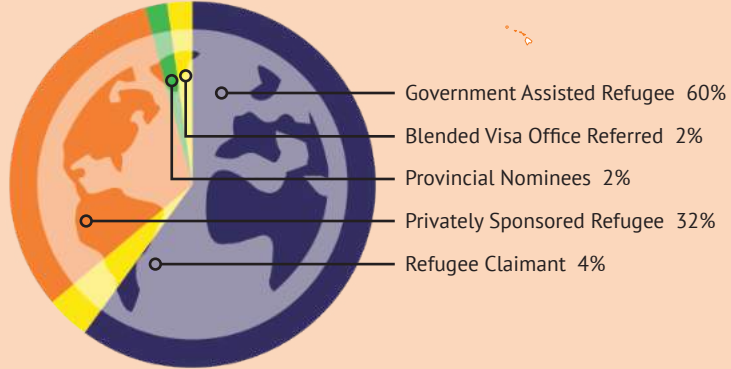 Government Assisted Refugee 60%
Blended Visa Office Referred 2%
Provincial Nominees 2%
Privately Sponsored Refugee 32%
Refugee Claimant 4%